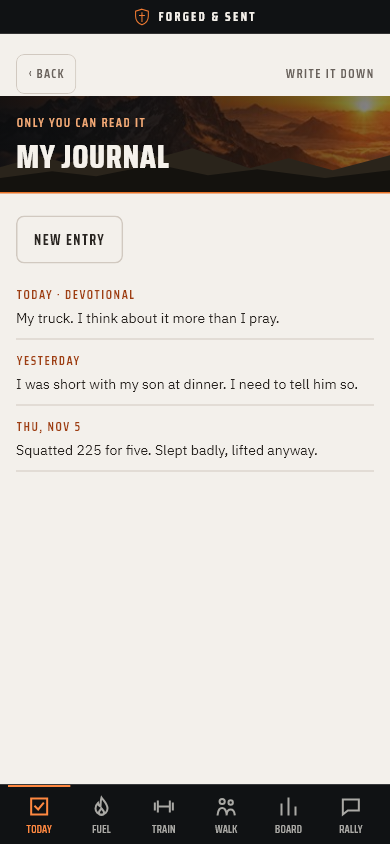 FORGED & SENT
‹ BACK
WRITE IT DOWN
ONLY YOU CAN READ IT
MY JOURNAL
NEW ENTRY
TODAY · DEVOTIONAL
My truck. I think about it more than I pray.
YESTERDAY
I was short with my son at dinner. I need to tell him so.
THU, NOV 5
Squatted 225 for five. Slept badly, lifted anyway.
TODAY
FUEL
TRAIN
WALK
BOARD
RALLY